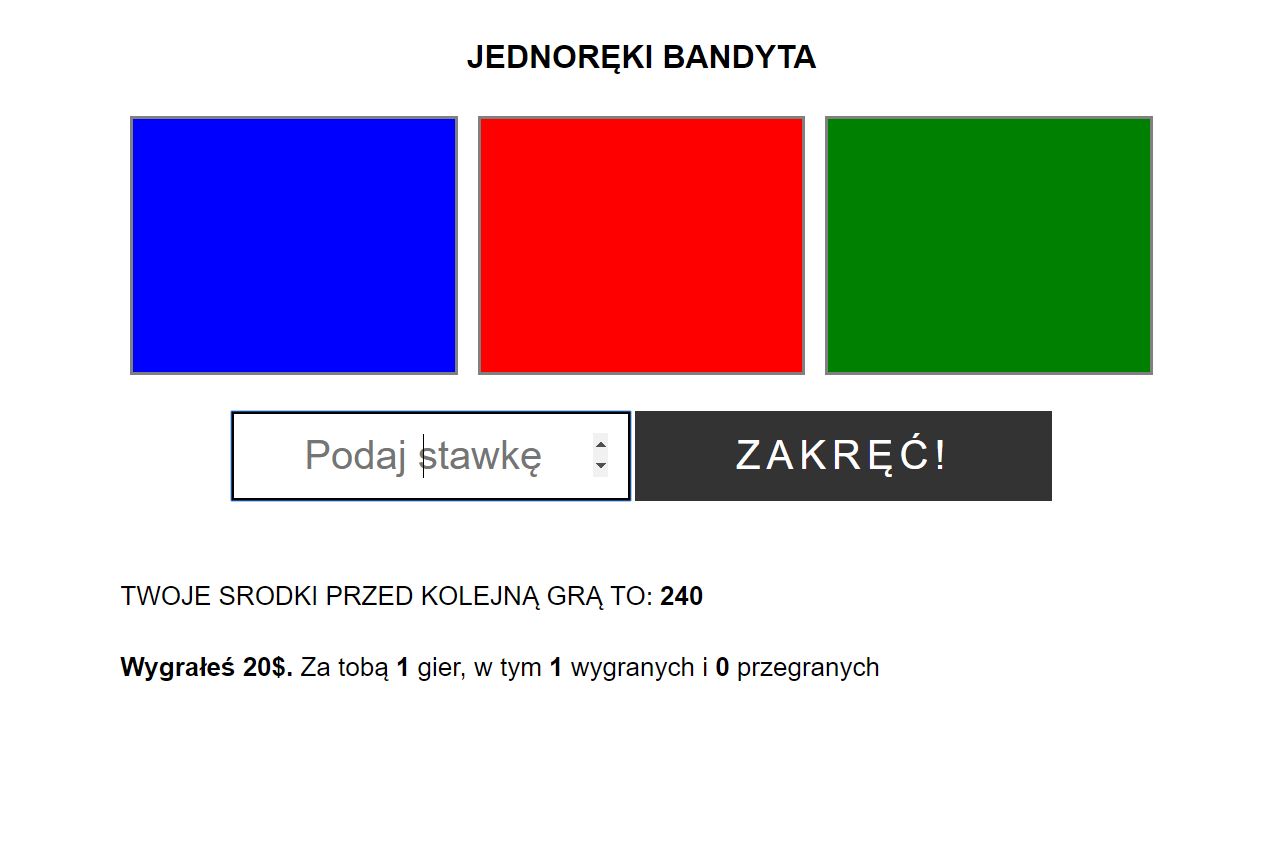 JEDNORĘKI BANDYTA
Podaj stawkę
ZAKRĘĆ!
TWOJE SRODKI PRZED KOLEJNĄ GRĄ TO: 240
Wygrałeś 20$. Za tobą 1 gier, w tym 1 wygranych i 0 przegranych